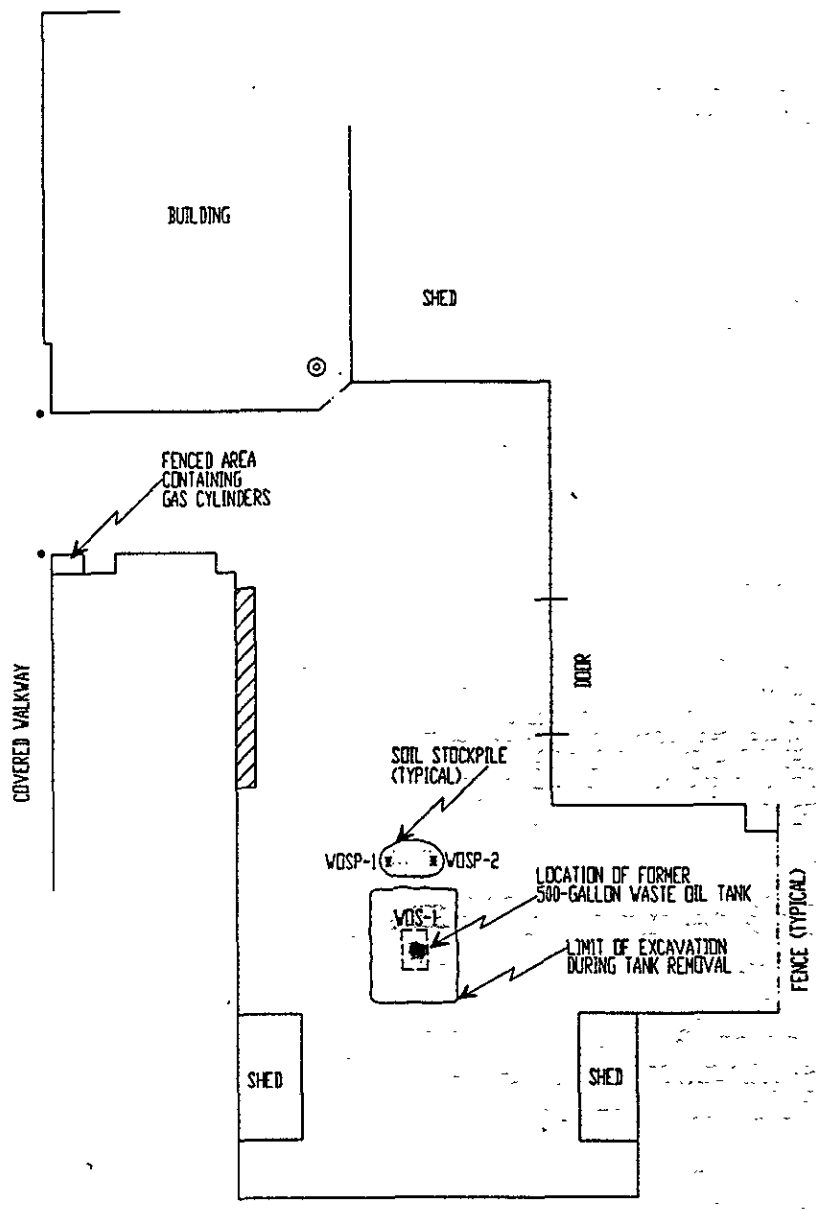 BUILDING
SHED
FENCED AREA
CONTAINING
GAS CYLINDERS
COVERED WALKWAY
DOOR
SOIL STOCKPILE
(TYPICAL)
WOSP-1
WOSP-2
LOCATION OF FORMER
500-GALLON WASTE OIL TANK
WOS-1
LIMIT OF EXCAVATION
DURING TANK REMOVAL
FENCE (TYPICAL)
SHED
SHED